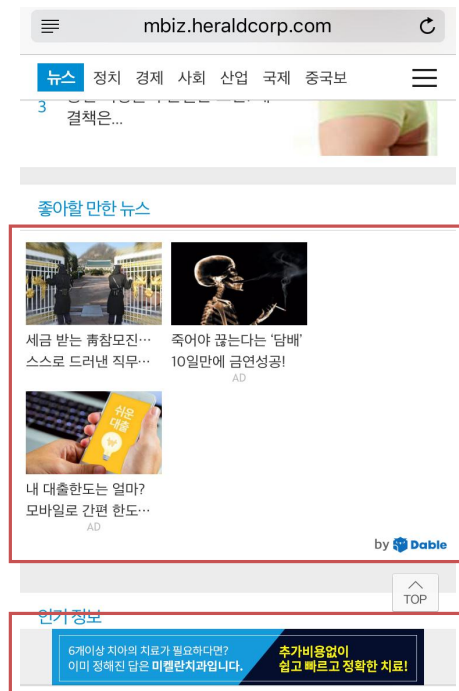 mbiz.heraldcorp.com
뉴스 정치 경제 사회 산업 국제 중국보
3
결책은...
좋아할 만한 뉴스
세금 받는 靑참모진…
스스로 드러낸 직무…
죽어야 끊는다는 ‘담배’
10일만에 금연성공!
AD
쉬운
대출
내 대출한도는 얼마?
모바일로 간편 한도…
AD
by Dable
TOP
인기 정보
6개이상 치아의 치료가 필요하다면?
이미 정해진 답은 미켈란치과입니다.
추가비용없이
쉽고 빠르고 정확한 치료!